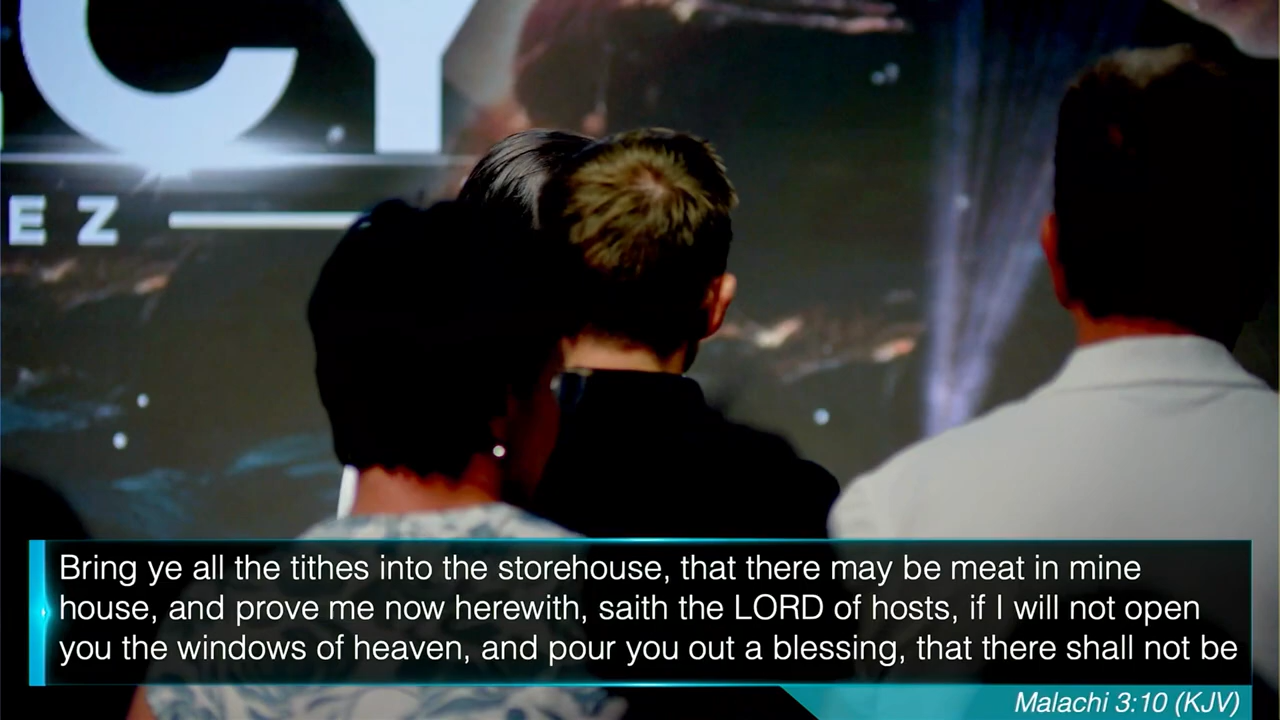 CY
EZ
Bring ye all the tithes into the storehouse, that there may be meat in mine
house, and prove me now herewith, saith the LORD of hosts, if I will not open
you the windows of heaven, and pour you out a blessing, that there shall not be
Malachi 3:10 (KJV)